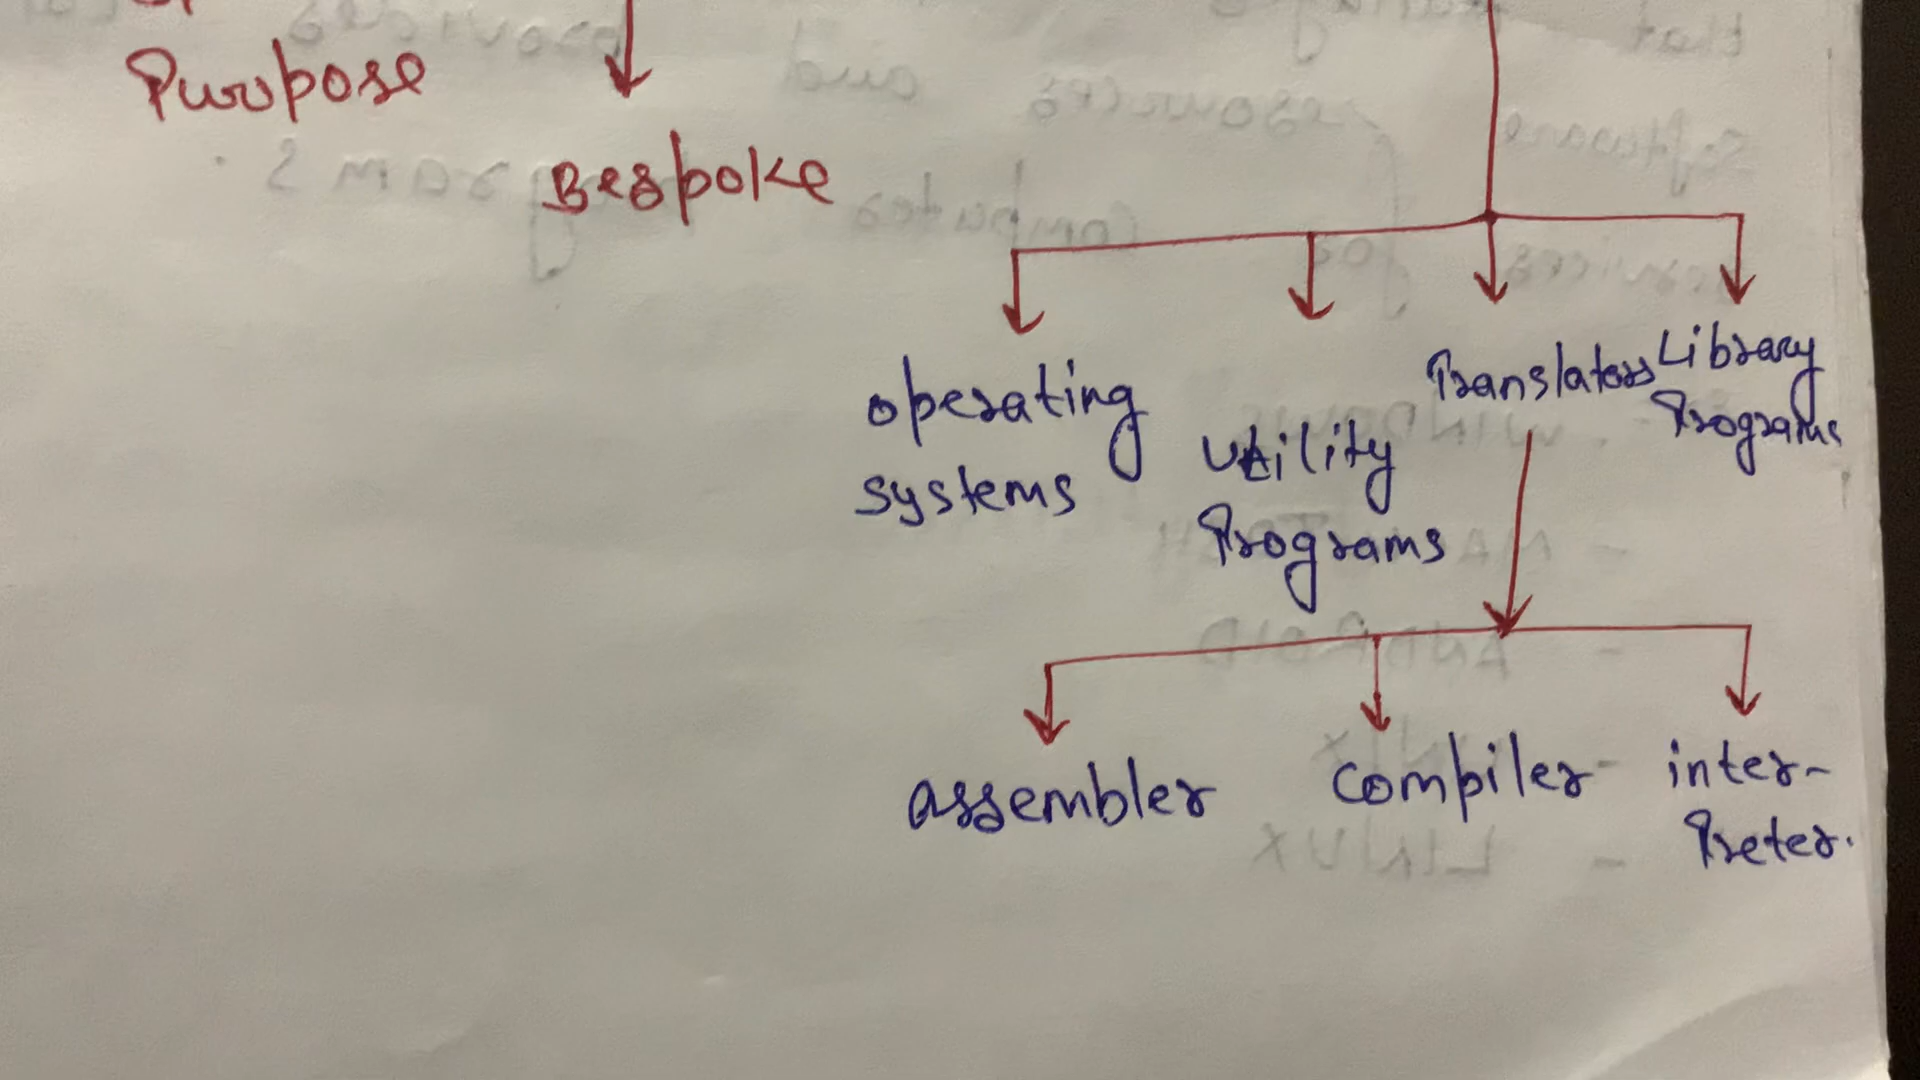 Purpose
Bespoke
operating
systems
Utility
Programs
Translators
Library
Programs
assembler
compiler
inter-
Preter.